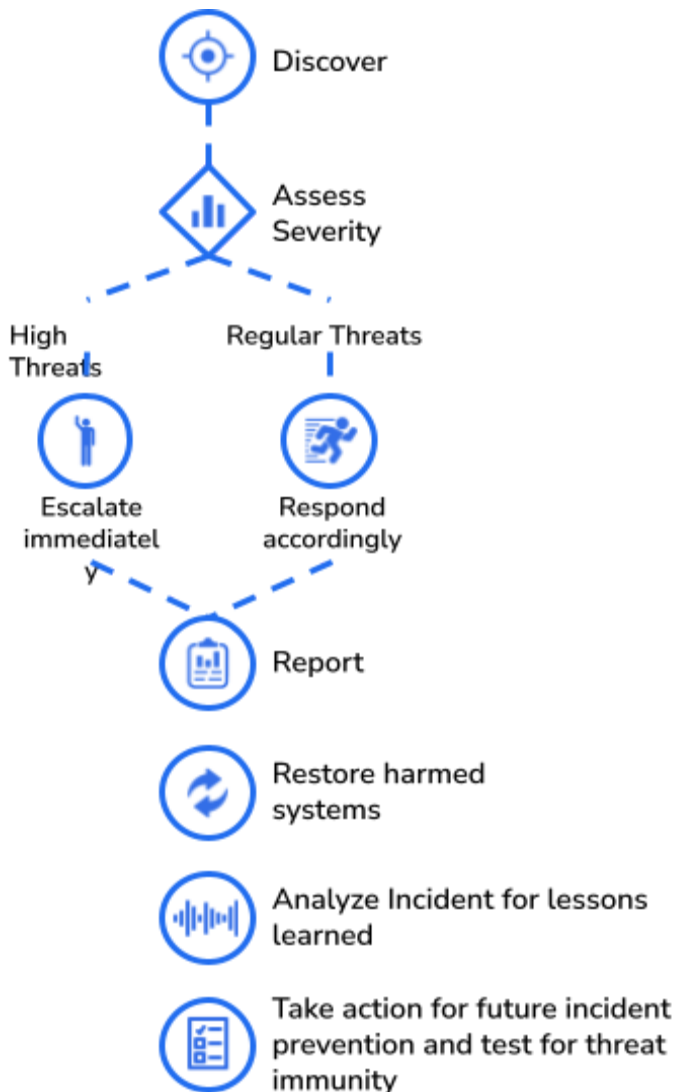 Discover
Assess
Severity
High
Threats
Regular Threats
Escalate
immediatel
y
Respond
accordingly
Report
Restore harmed
systems
Analyze Incident for lessons
learned
Take action for future incident
prevention and test for threat
immunity